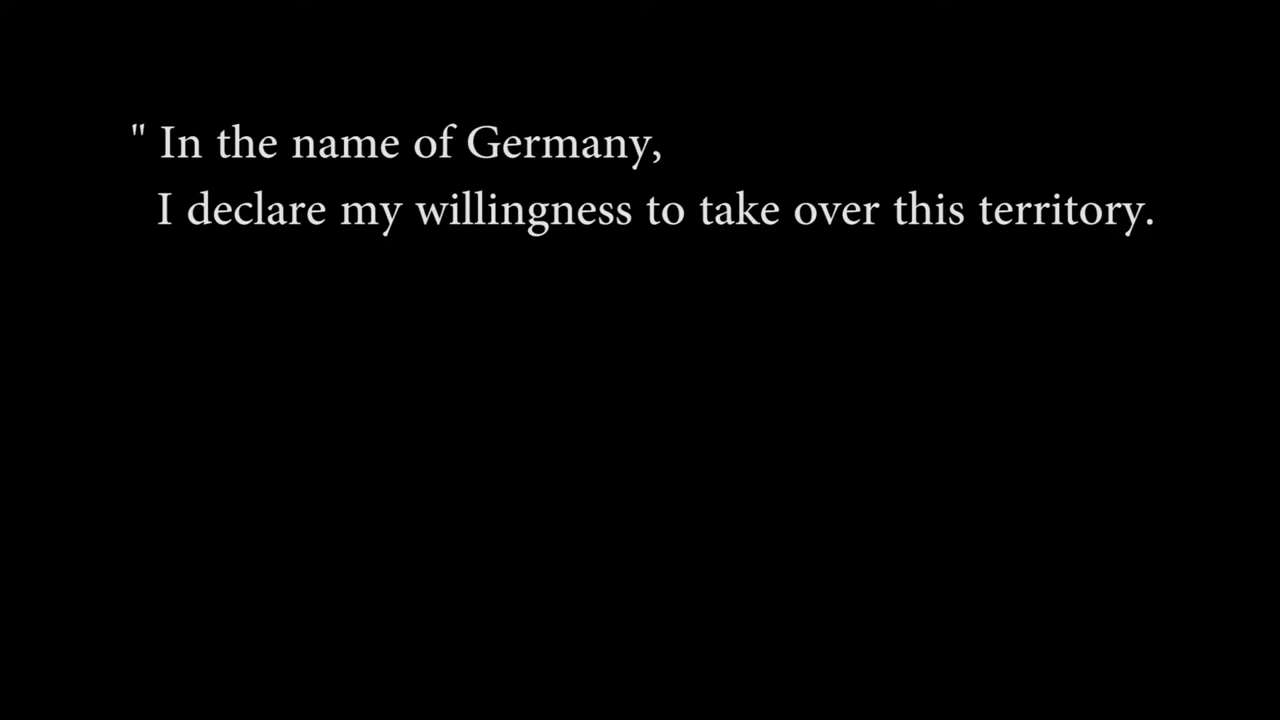 " In the name of Germany,
I declare my willingness to take over this territory.